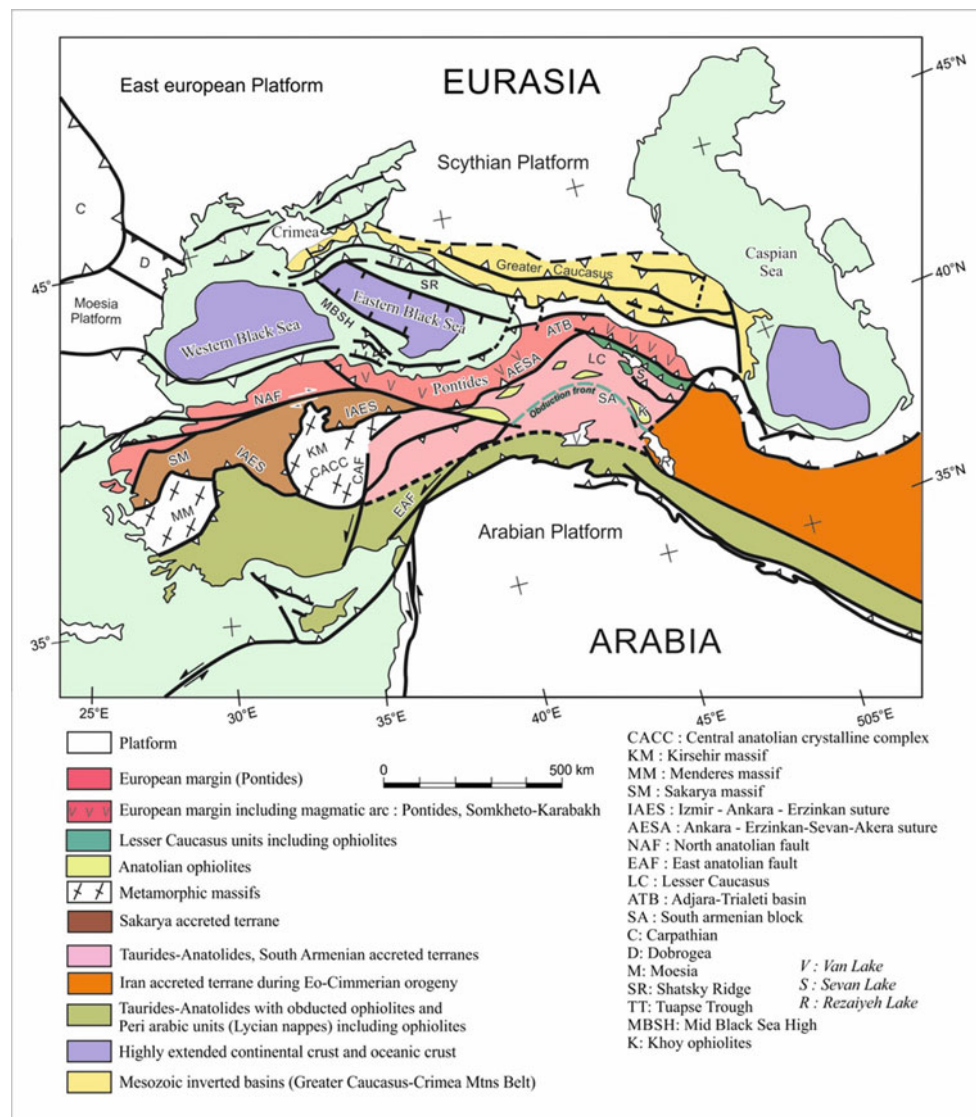 East european Platform
EURASIA
45°N
Scythian Platform
C
Crimea
Caspian
Sea
D
TT
Greater Caucasus
SR
40°N
45°
Moesia
Platform
Western Black Sea
MBSH
Eastern Black Sea
ATB
V V V V V
LC
S
Pontides
AESA
NAF
IAES
Obduction front
SA
K
SM
IAES
KM
CACC
CAF
V
R
35°N
MM
EAF
Arabian Platform
35°
ARABIA
25°E
30°E
35°E
40°E
45°E
505°E
Platform
European margin (Pontides)
European margin including magmatic arc : Pontides, Somkheto-Karabakh
Lesser Caucasus units including ophiolites
Anatolian ophiolites
Metamorphic massifs
Sakarya accreted terrane
Taurides-Anatolides, South Armenian accreted terranes
Iran accreted terrane during Eo-Cimmerian orogeny
Taurides-Anatolides with obducted ophiolites and
Peri arabic units (Lycian nappes) including ophiolites
Highly extended continental crust and oceanic crust
Mesozoic inverted basins (Greater Caucasus-Crimea Mtns Belt)
0 500 km
CACC : Central anatolian crystalline complex
KM : Kirsehir massif
MM : Menderes massif
SM : Sakarya massif
IAES : Izmir - Ankara - Erzinkan suture
AESA : Ankara - Erzinkan-Sevan-Akera suture
NAF : North anatolian fault
EAF : East anatolian fault
LC : Lesser Caucasus
ATB : Adjara-Trialeti basin
SA : South armenian block
C: Carpathian
D: Dobrogea
M: Moesia
SR: Shatsky Ridge
TT: Tuapse Trough
MBSH: Mid Black Sea High
K: Khoy ophiolites
V : Van Lake
S : Sevan Lake
R : Rezaiyeh Lake